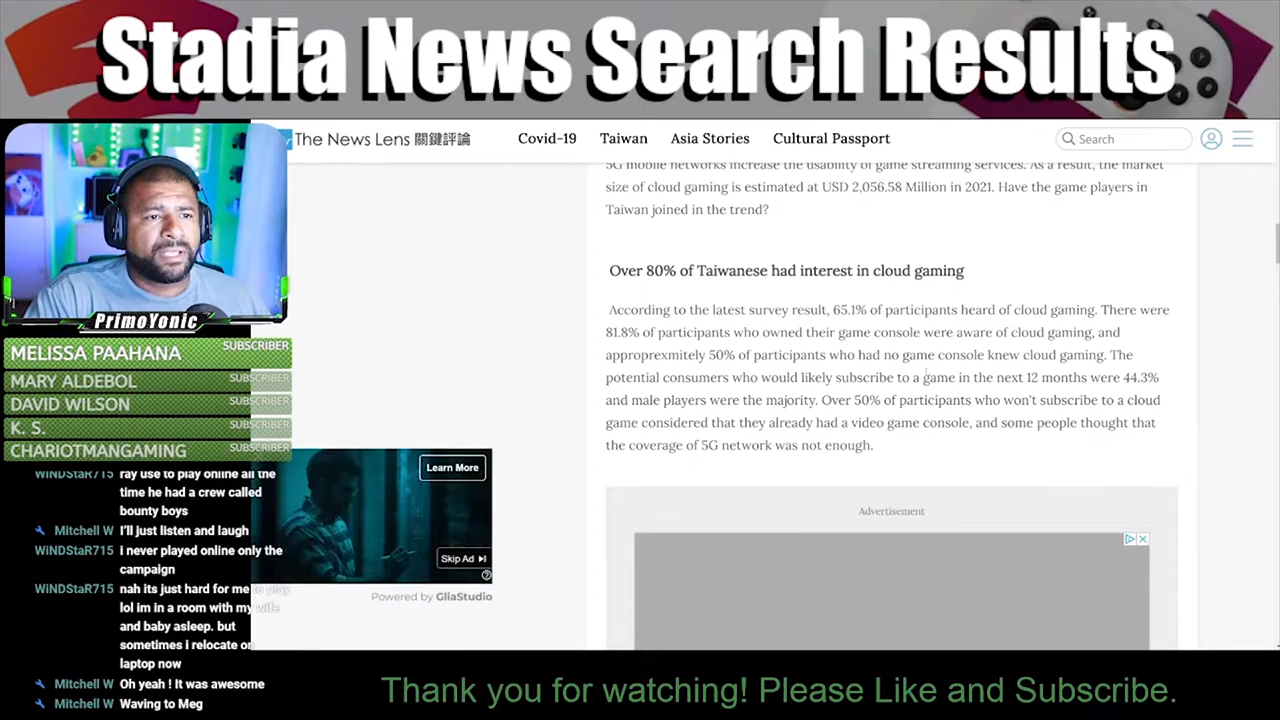 Stadia News Search Results
The News Lens 關鍵評論
Covid-19
Taiwan
Asia Stories
Cultural Passport
Search
5G mobile networks increase the usability of game streaming services. As a result, the market
size of cloud gaming is estimated at USD 2,056.58 Million in 2021. Have the game players in
Taiwan joined in the trend?
Over 80% of Taiwanese had interest in cloud gaming
According to the latest survey result, 65.1% of participants heard of cloud gaming. There were
81.8% of participants who owned their game console were aware of cloud gaming, and
approprexmitely 50% of participants who had no game console knew cloud gaming. The
potential consumers who would likely subscribe to a game in the next 12 months were 44.3%
and male players were the majority. Over 50% of participants who won't subscribe to a cloud
game considered that they already had a video game console, and some people thought that
the coverage of 5G network was not enough.
Advertisement
PrimoYonic
MELISSA PAAHANA SUBSCRIBER
MARY ALDEBOL SUBSCRIBER
DAVID WILSON SUBSCRIBER
K. S. SUBSCRIBER
CHARIOTMANGAMING SUBSCRIBER
WiNDStaR715 ray use to play online all the
time he had a crew called
bounty boys
Mitchell W I'll just listen and laugh
WiNDStaR715 i never played online only the
campaign
WiNDStaR715 nah its just hard for me to play
lol im in a room with my wife
and baby asleep. but
sometimes i relocate on
laptop now
Mitchell W Oh yeah ! It was awesome
Mitchell W Waving to Meg
Learn More
Skip Ad
Powered by GliaStudio
Thank you for watching! Please Like and Subscribe.